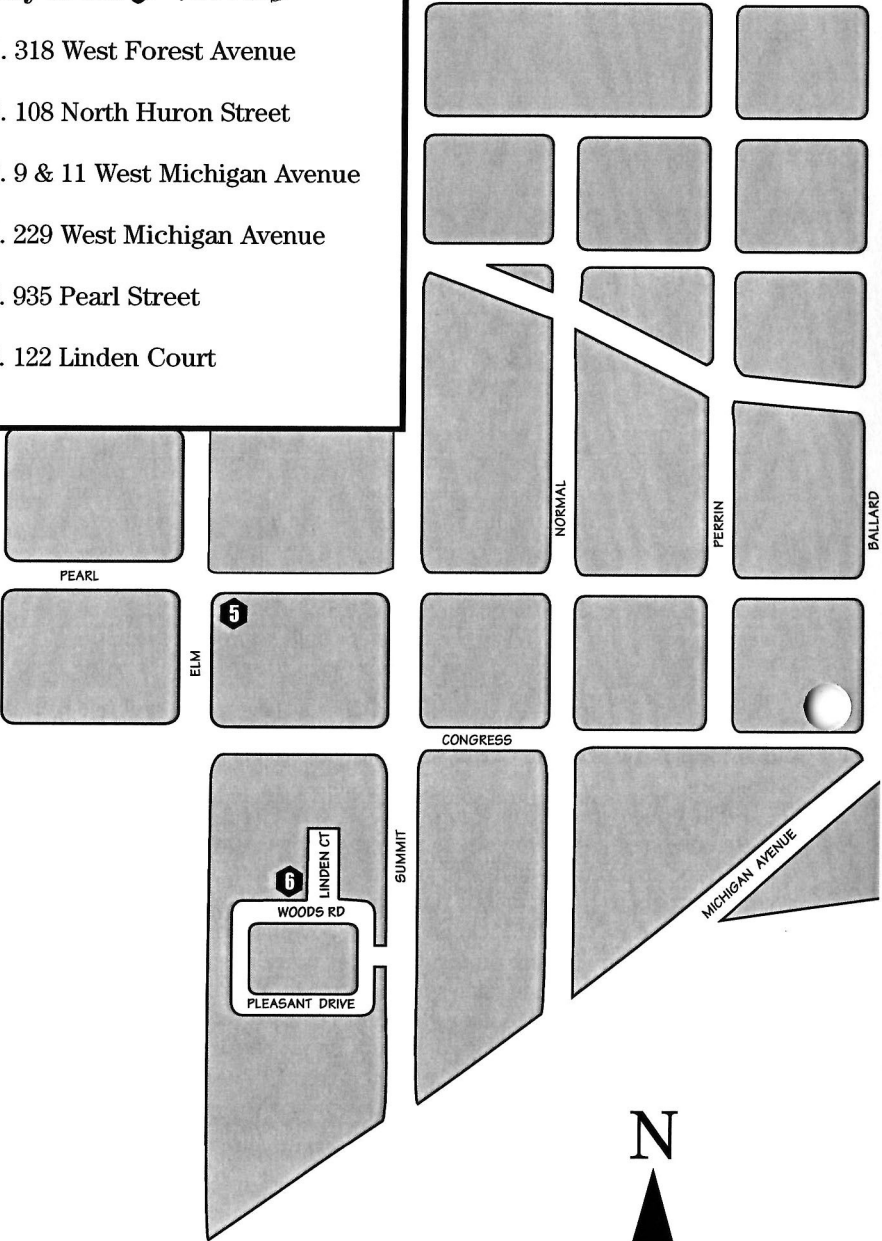 . 318 West Forest Avenue
. 108 North Huron Street
. 9 & 11 West Michigan Avenue
. 229 West Michigan Avenue
. 935 Pearl Street
. 122 Linden Court
NORMAL
PERRIN
BALLARD
PEARL
5
ELM
CONGRESS
SUMMIT
LINDEN CT
6
WOODS RD
PLEASANT DRIVE
MICHIGAN AVENUE
N